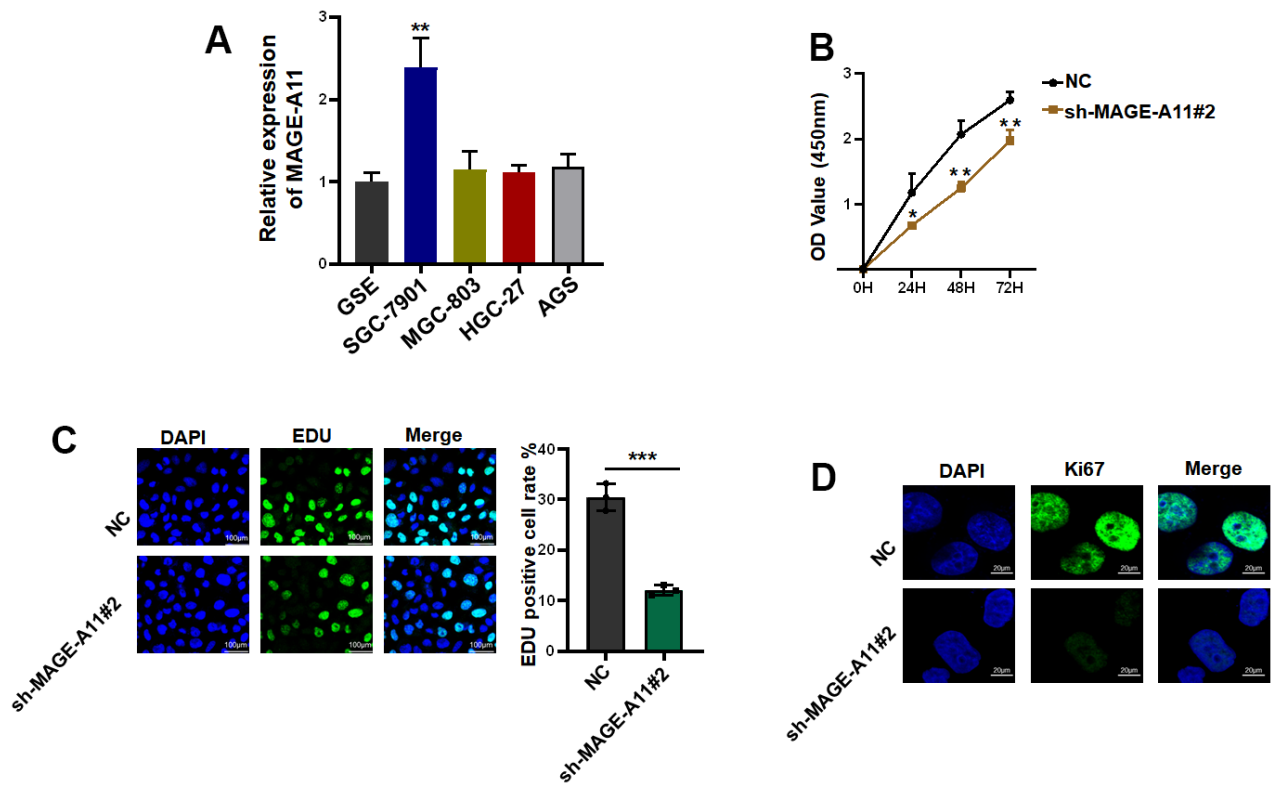 A
Relative expression
of MAGE-A11
3
2
1
0
**
GSE
SGC-7901
MGC-803
HGC-27
AGS
B
OD Value (450nm)
3
2
1
NC
sh-MAGE-A11#2
*
**
**
0H
24H
48H
72H
C
DAPI
EDU
Merge
NC
100μm
100μm
100μm
sh-MAGE-A11#2
100μm
100μm
100μm
EDU positive cell rate %
40
30
20
10
0
***
NC
sh-MAGE-A11#2
D
DAPI
Ki67
Merge
NC
20μm
20μm
20μm
sh-MAGE-A11#2
20μm
20μm
20μm